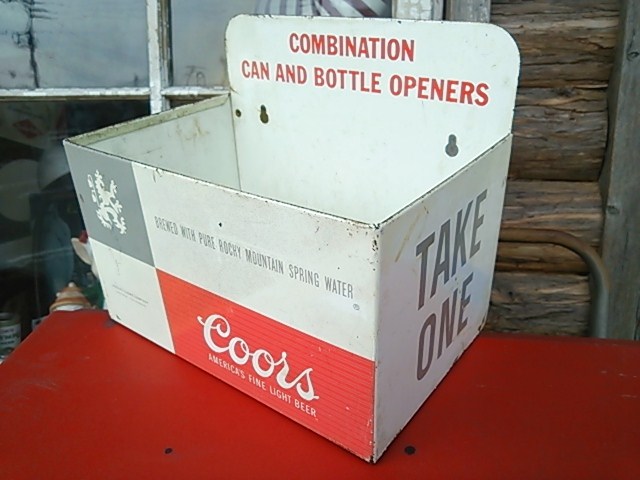 COMBINATION
CAN AND BOTTLE OPENERS
BREWED WITH PURE ROCKY MOUNTAIN SPRING WATER
Coors
AMERICA'S FINE LIGHT BEER
TAKE
ONE